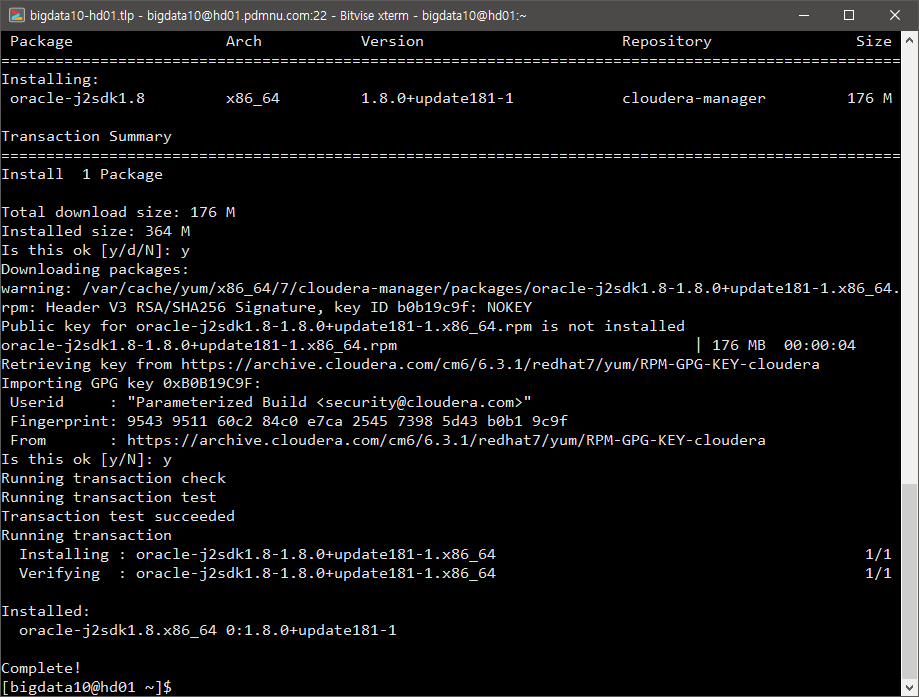 bigdata10-hd01.tlp - bigdata10@hd01.pdmnu.com:22 - Bitvise xterm - bigdata10@hd01:~
Package Arch Version Repository Size
================================================================================
Installing:
oracle-j2sdk1.8 x86_64 1.8.0+update181-1 cloudera-manager 176 M
Transaction Summary
================================================================================
Install 1 Package
Total download size: 176 M
Installed size: 364 M
Is this ok [y/d/N]: y
Downloading packages:
warning: /var/cache/yum/x86_64/7/cloudera-manager/packages/oracle-j2sdk1.8-1.8.0+update181-1.x86_64.
rpm: Header V3 RSA/SHA256 Signature, key ID b0b19c9f: NOKEY
Public key for oracle-j2sdk1.8-1.8.0+update181-1.x86_64.rpm is not installed
oracle-j2sdk1.8-1.8.0+update181-1.x86_64.rpm | 176 MB 00:00:04
Retrieving key from https://archive.cloudera.com/cm6/6.3.1/redhat7/yum/RPM-GPG-KEY-cloudera
Importing GPG key 0xB0B19C9F:
Userid : "Parameterized Build <security@cloudera.com>"
Fingerprint: 9543 9511 60c2 84c0 e7ca 2545 7398 5d43 b0b1 9c9f
From : https://archive.cloudera.com/cm6/6.3.1/redhat7/yum/RPM-GPG-KEY-cloudera
Is this ok [y/N]: y
Running transaction check
Running transaction test
Transaction test succeeded
Running transaction
Installing : oracle-j2sdk1.8-1.8.0+update181-1.x86_64 1/1
Verifying : oracle-j2sdk1.8-1.8.0+update181-1.x86_64 1/1
Installed:
oracle-j2sdk1.8.x86_64 0:1.8.0+update181-1
Complete!
[bigdata10@hd01 ~]$